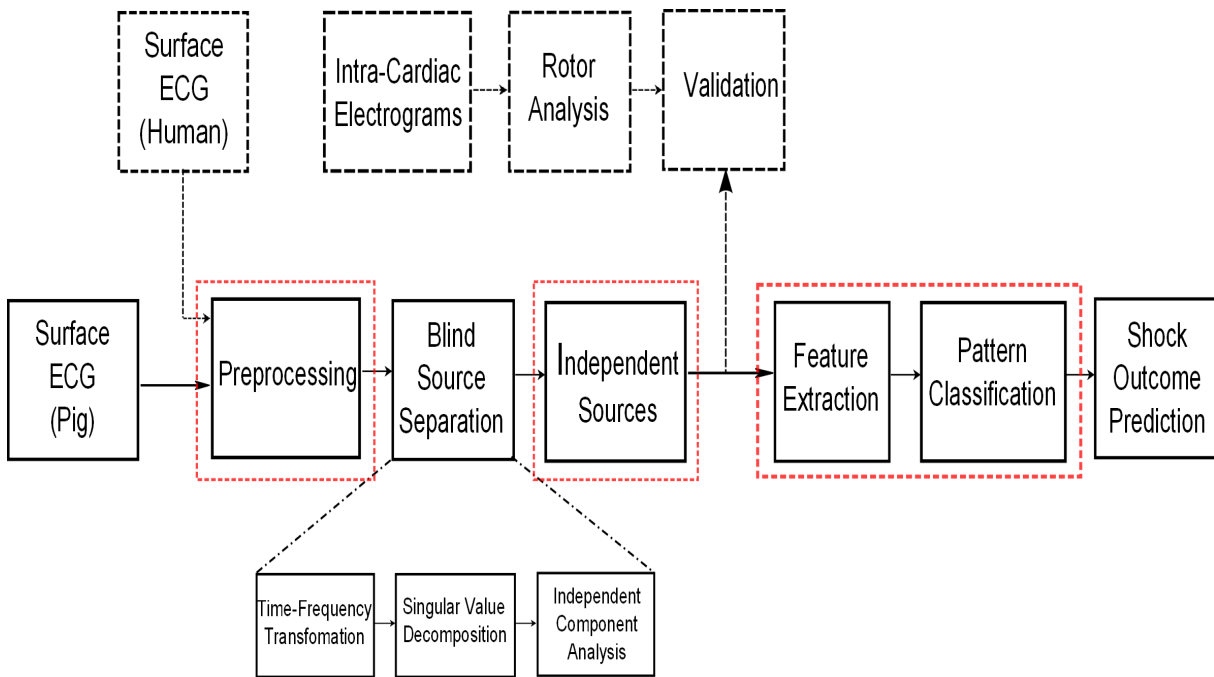 Surface
ECG
(Human)
Intra-Cardiac
Electrograms
Rotor
Analysis
Validation
Surface
ECG
(Pig)
Preprocessing
Blind
Source
Separation
Independent
Sources
Feature
Extraction
Pattern
Classification
Shock
Outcome
Prediction
Time-Frequency
Transfomation
Singular Value
Decomposition
Independent
Component
Analysis